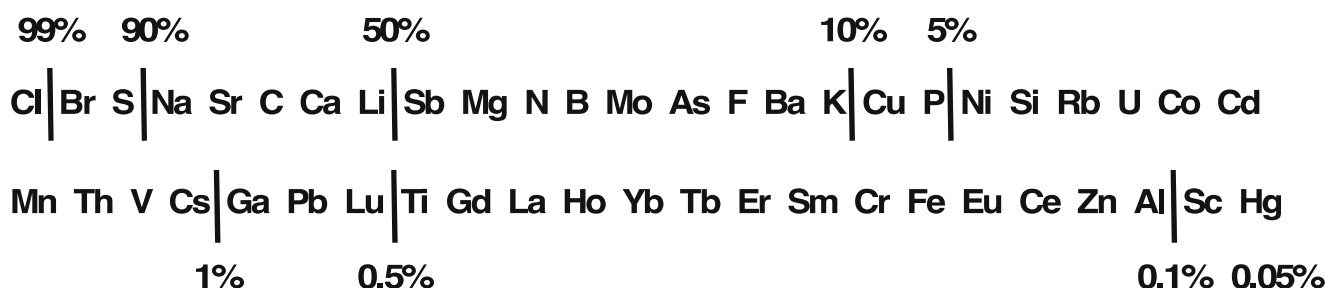 99% 90% 50% 10% 5%
Cl Br S Na Sr C Ca Li Sb Mg N B Mo As F Ba K Cu P Ni Si Rb U Co Cd
Mn Th V Cs Ga Pb Lu Ti Gd La Ho Yb Tb Er Sm Cr Fe Eu Ce Zn Al Sc Hg
1% 0.5% 0.1% 0.05%